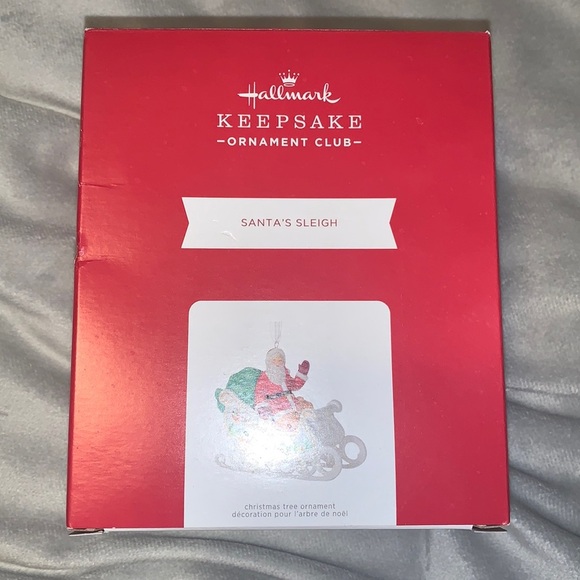 Hallmark
KEEPSAKE
ORNAMENT CLUB
SANTA'S SLEIGH
christmas tree ornament
décoration pour l'arbre de noël